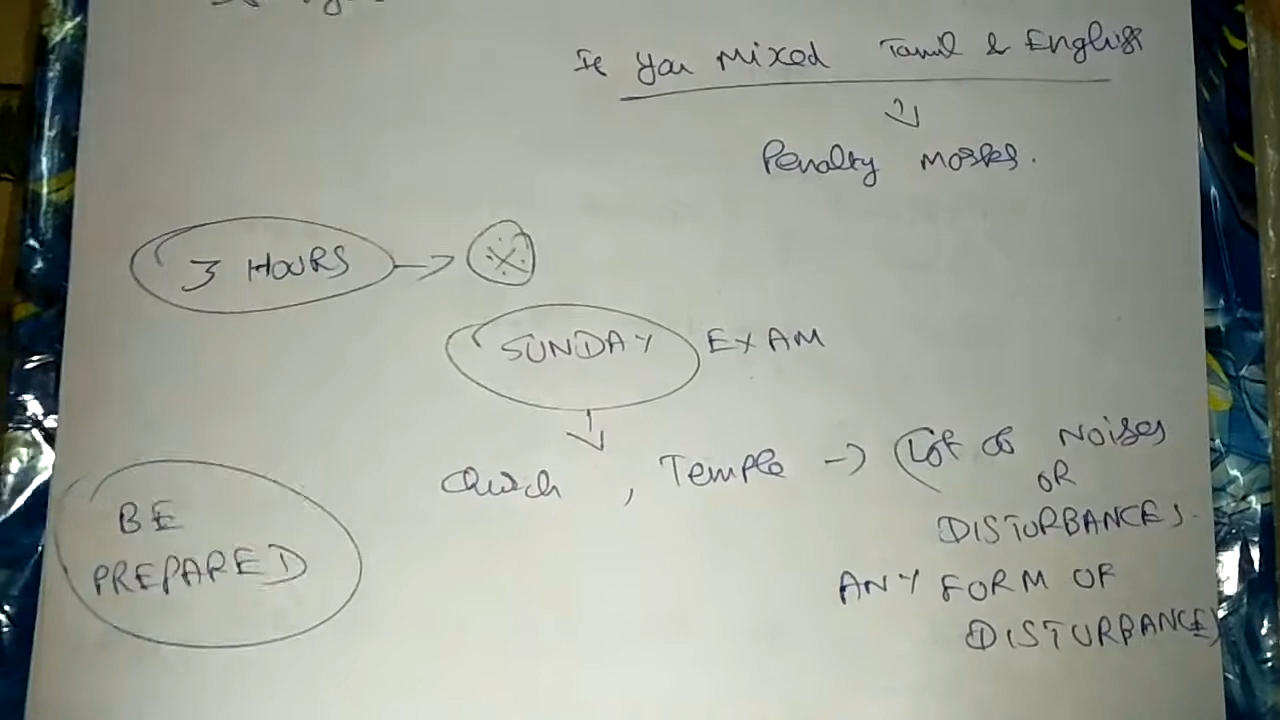 If you Mixed Tamil & English
Penalty Marks.
3 HOURS →
SUNDAY EXAM
Church , Temple → Lot of Noises
OR
DISTURBANCES.
BE
PREPARED
ANY FORM OF
DISTURBANCES